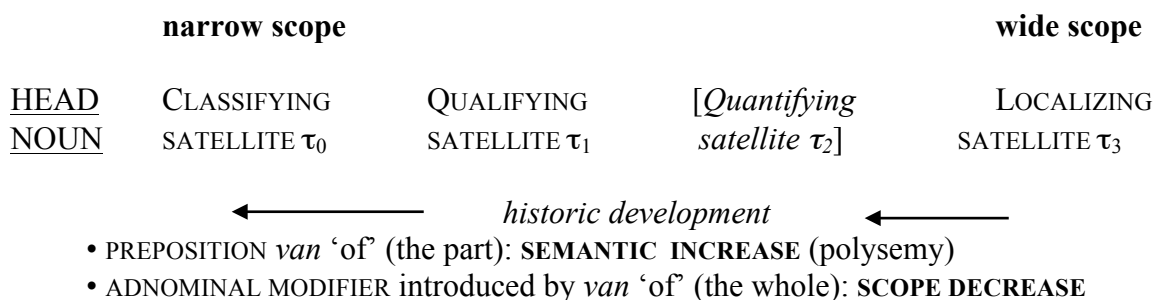 narrow scope wide scope
HEAD CLASSIFYING QUALIFYING [Quantifying LOCALIZING
NOUN SATELLITE τ0 SATELLITE τ1 satellite τ2] SATELLITE τ3
historic development
• PREPOSITION van ‘of’ (the part): SEMANTIC INCREASE (polysemy)
• ADNOMINAL MODIFIER introduced by van ‘of’ (the whole): SCOPE DECREASE